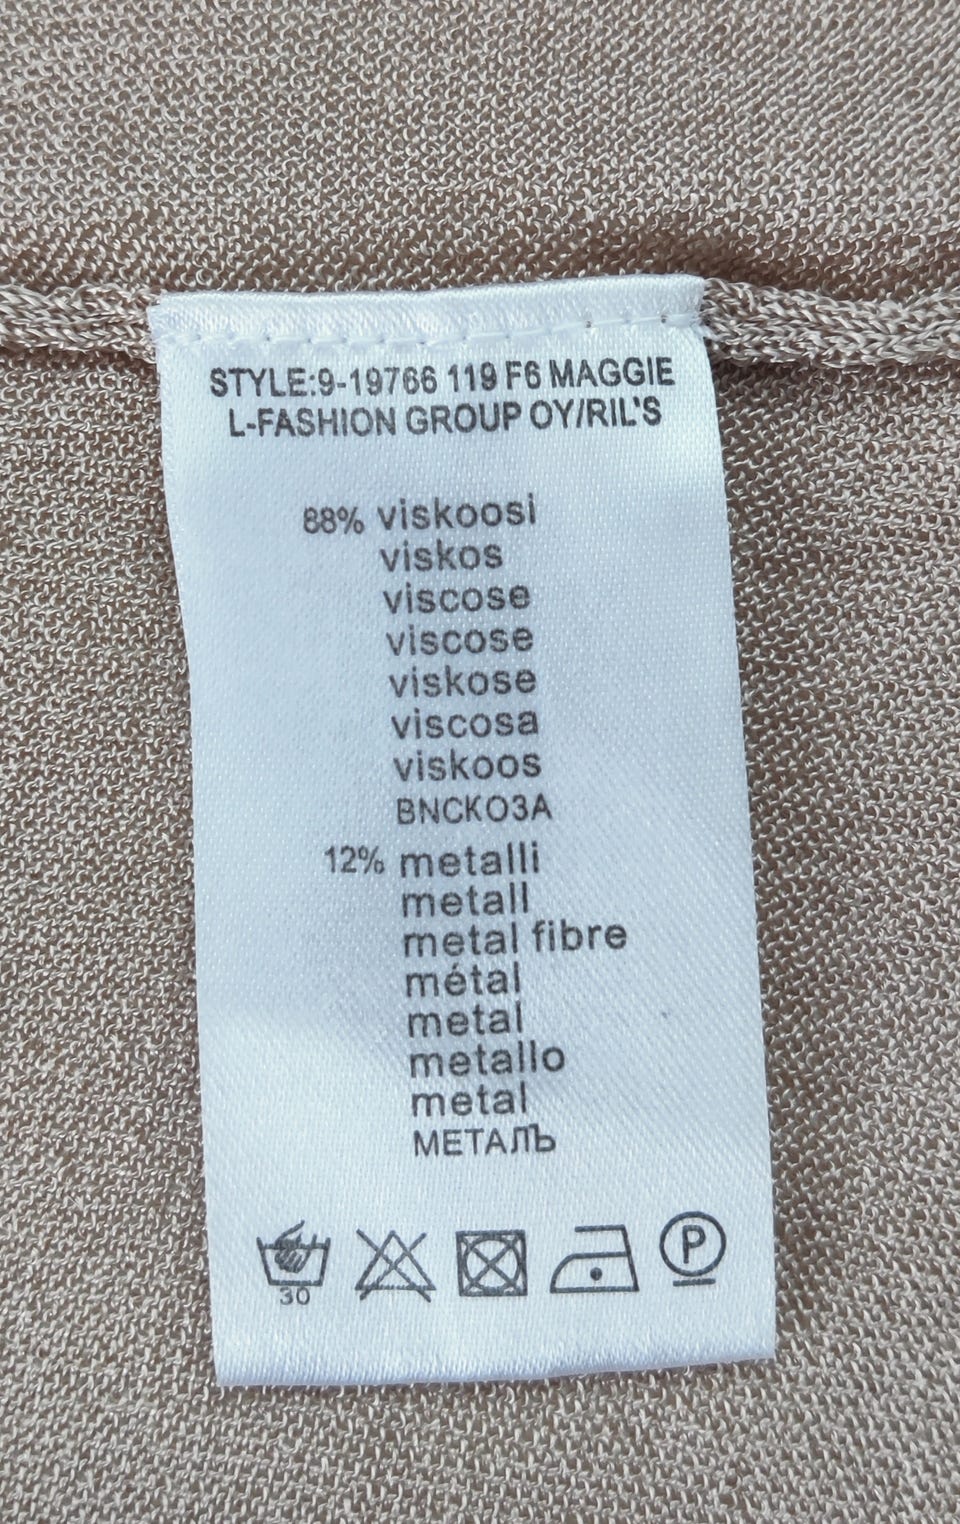 STYLE:9-19766 119 F6 MAGGIE
L-FASHION GROUP OY/RIL'S
88% viskoosi
viskos
viscose
viscose
viskose
viscosa
viskoos
BNCKO3A
12% metalli
metall
metal fibre
métal
metal
metallo
metal
МЕТАЛЪ
30
P